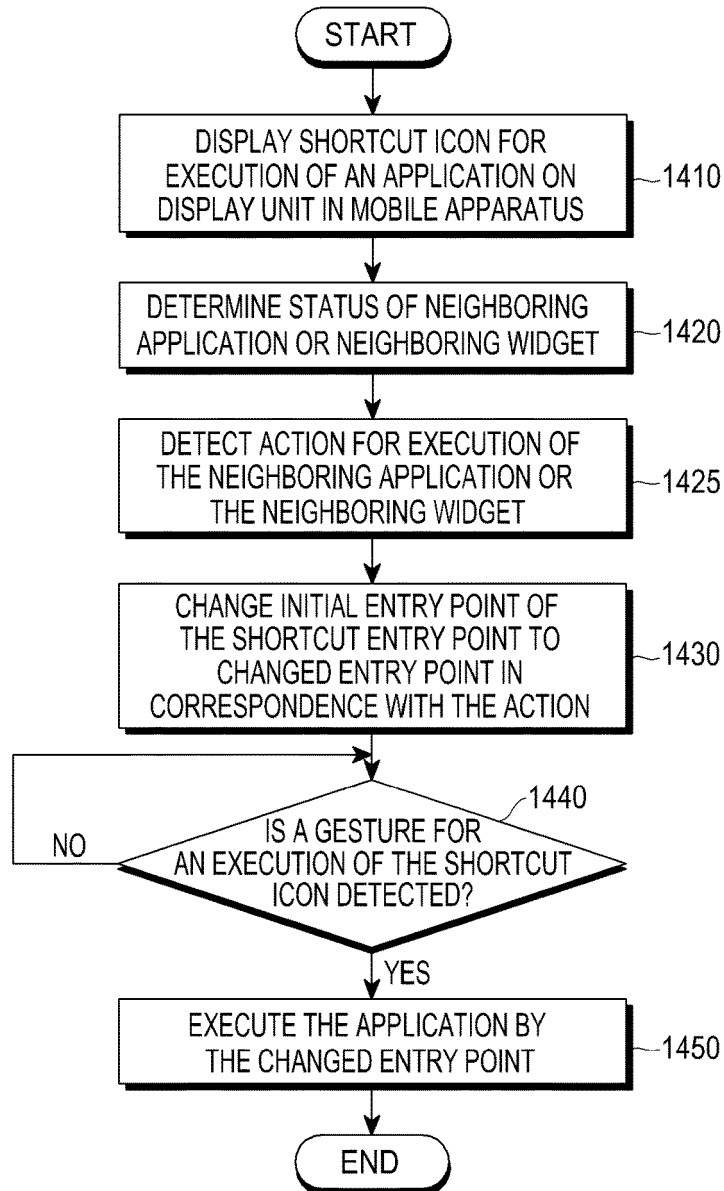 START
DISPLAY SHORTCUT ICON FOR
EXECUTION OF AN APPLICATION ON
DISPLAY UNIT IN MOBILE APPARATUS
1410
DETERMINE STATUS OF NEIGHBORING
APPLICATION OR NEIGHBORING WIDGET
1420
DETECT ACTION FOR EXECUTION OF
THE NEIGHBORING APPLICATION OR
THE NEIGHBORING WIDGET
1425
CHANGE INITIAL ENTRY POINT OF
THE SHORTCUT ENTRY POINT TO
CHANGED ENTRY POINT IN
CORRESPONDENCE WITH THE ACTION
1430
1440
IS A GESTURE FOR
AN EXECUTION OF THE SHORTCUT
ICON DETECTED?
NO
YES
EXECUTE THE APPLICATION BY
THE CHANGED ENTRY POINT
1450
END